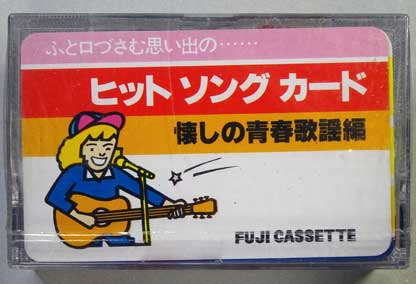 ふと口づさむ思い出の……
ヒット ソング カード
懐しの青春歌謡編
FUJI CASSETTE